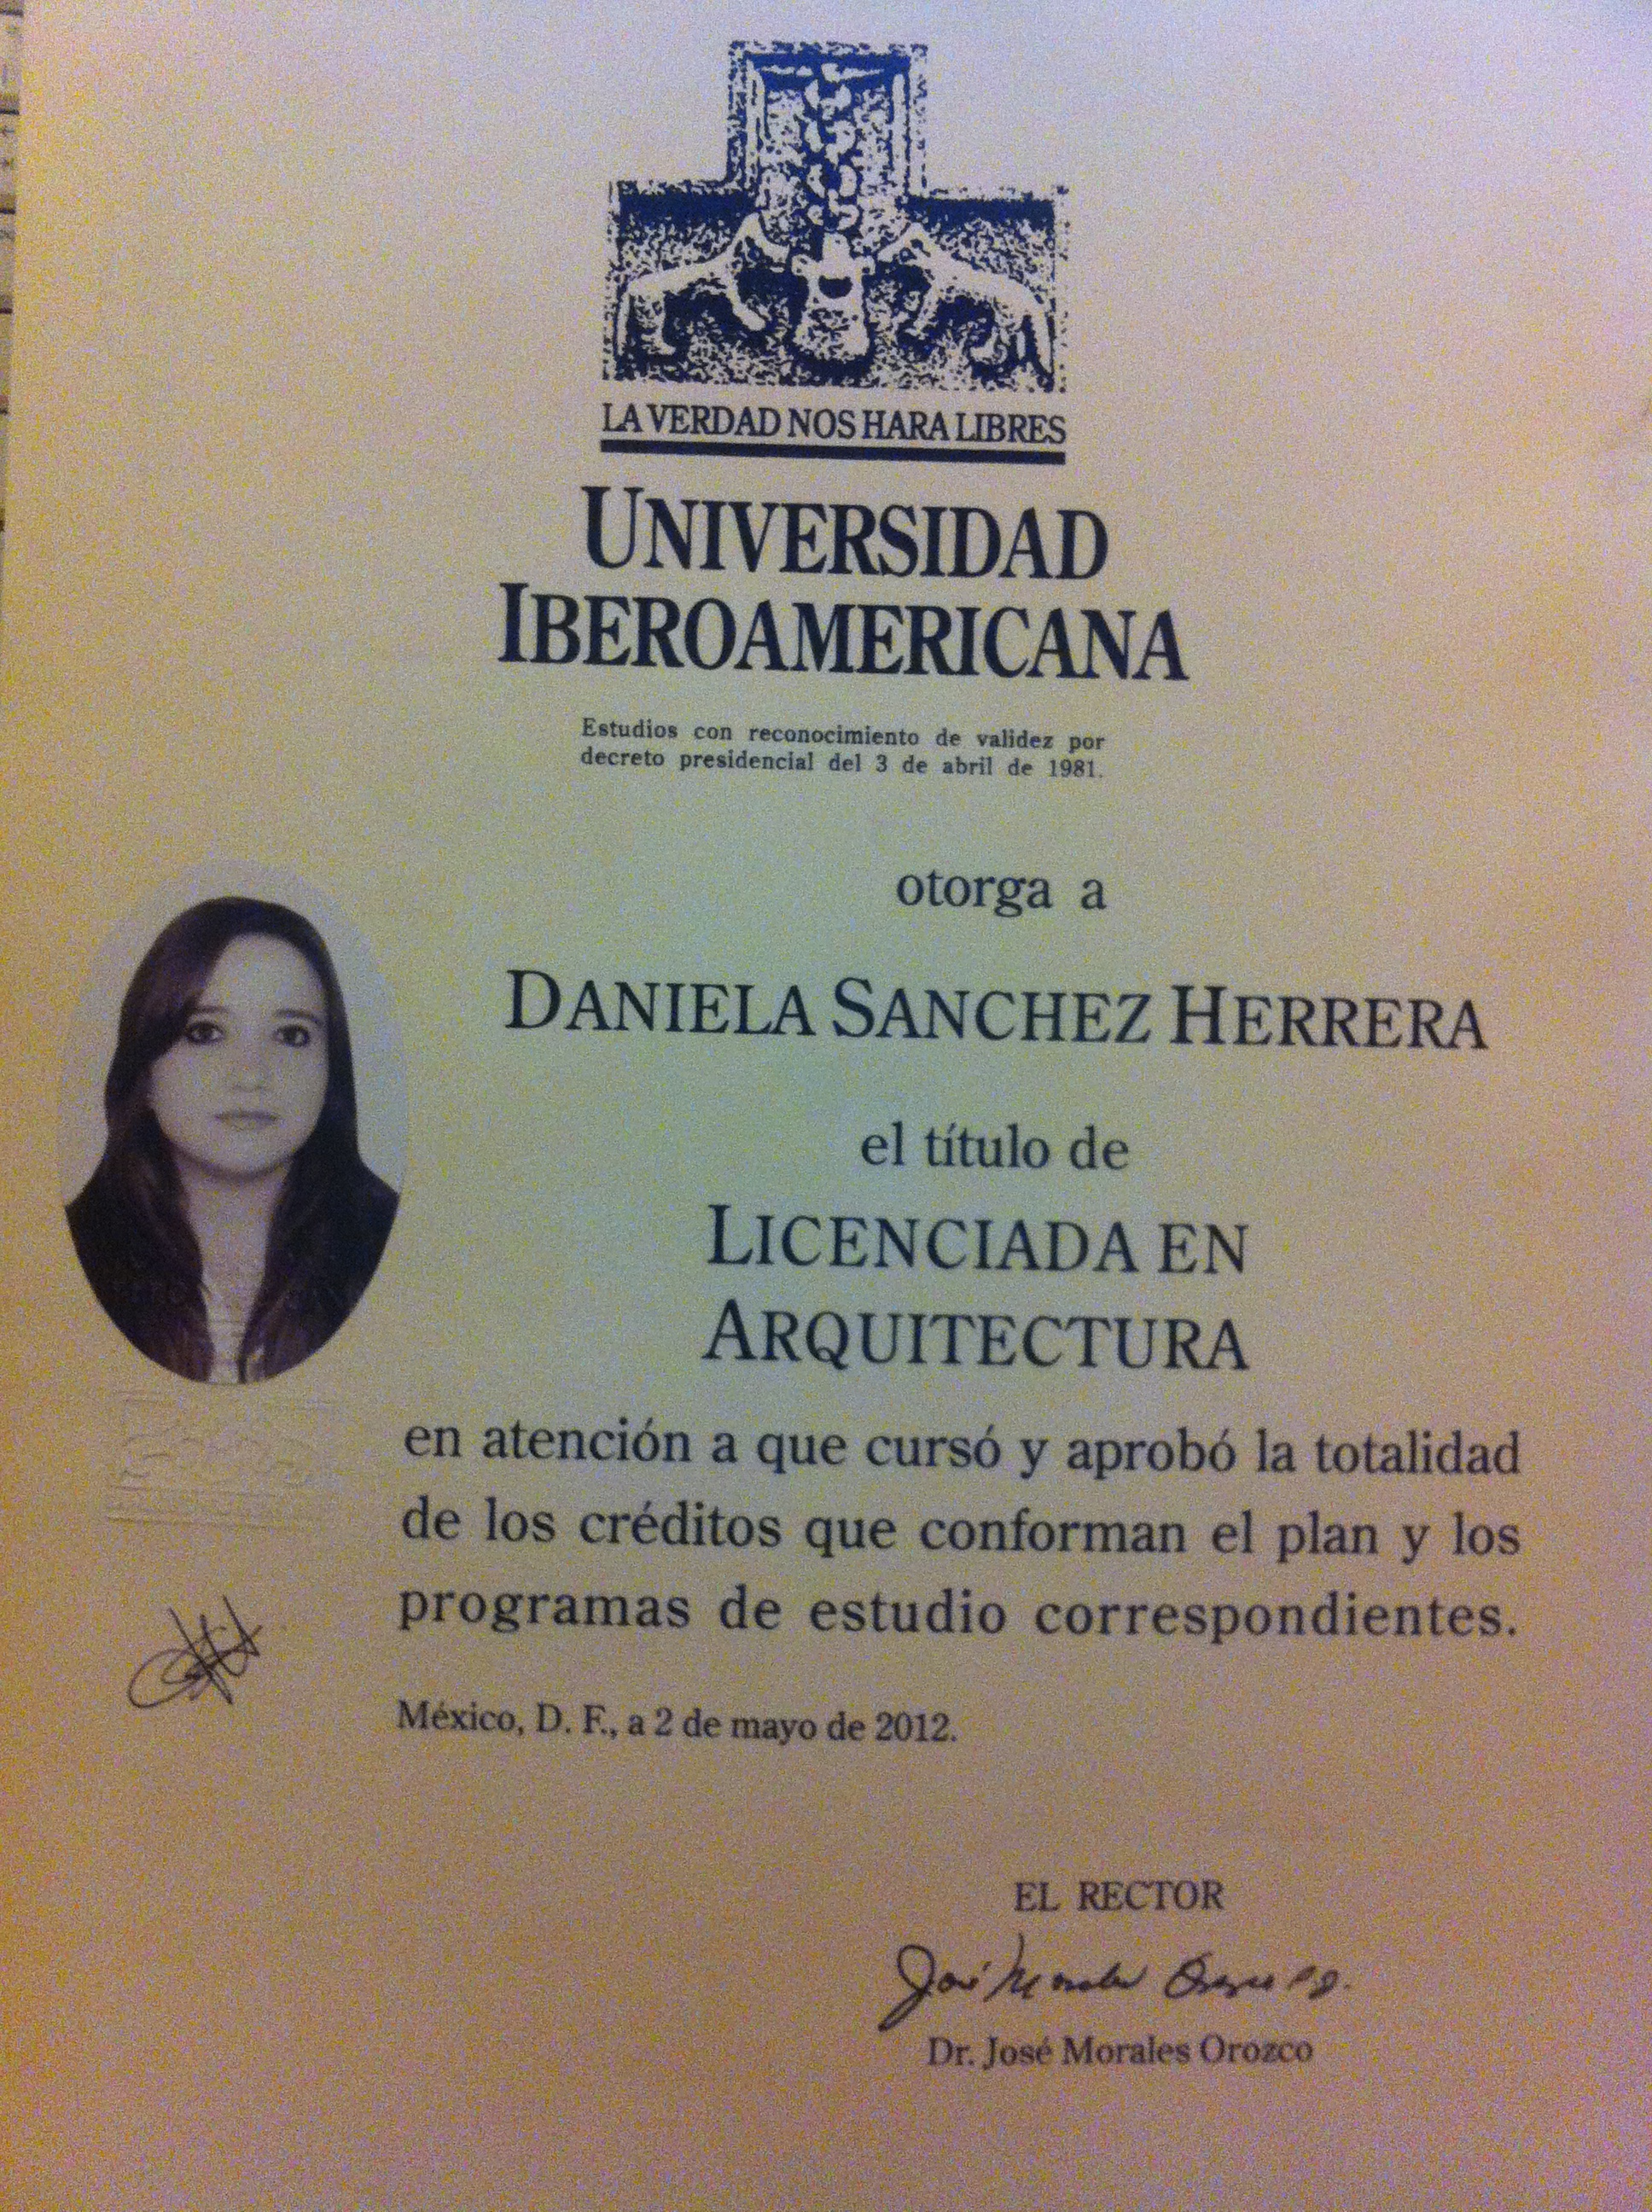 LA VERDAD NOS HARA LIBRES
UNIVERSIDAD
IBEROAMERICANA
Estudios con reconocimiento de validez por
decreto presidencial del 3 de abril de 1981.
otorga a
DANIELA SANCHEZ HERRERA
el título de
LICENCIADA EN
ARQUITECTURA
en atención a que cursó y aprobó la totalidad
de los créditos que conforman el plan y los
programas de estudio correspondientes.
México, D. F., a 2 de mayo de 2012.
EL RECTOR
José Morales Orozco
Dr. José Morales Orozco